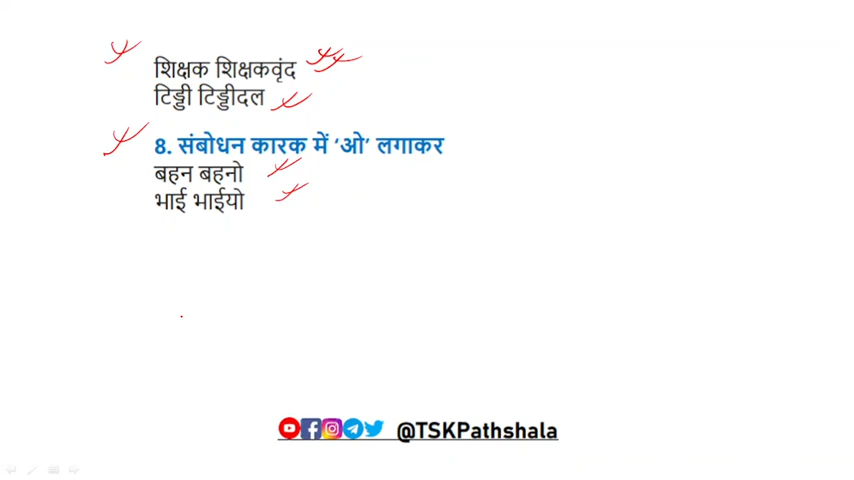 शिक्षक शिक्षकवृंद
टिड्डी टिड्डीदल
8. संबोधन कारक में ‘ओ’ लगाकर
बहन बहनो
भाई भाईयो
@TSKPathshala